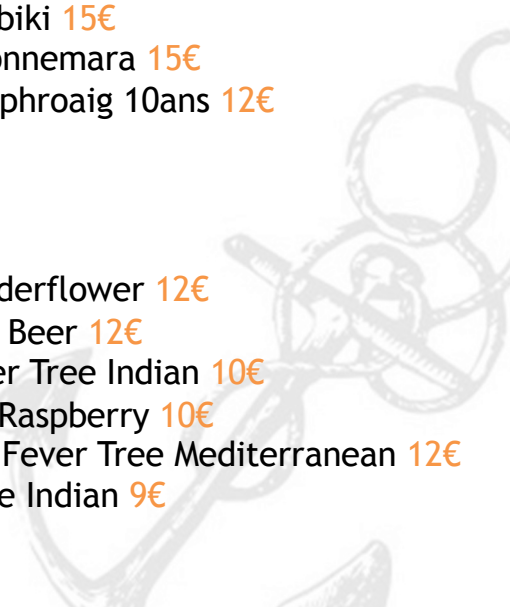 biki 15€
onnemara 15€
phroaig 10ans 12€
derflower 12€
Beer 12€
er Tree Indian 10€
Raspberry 10€
Fever Tree Mediterranean 12€
e Indian 9€